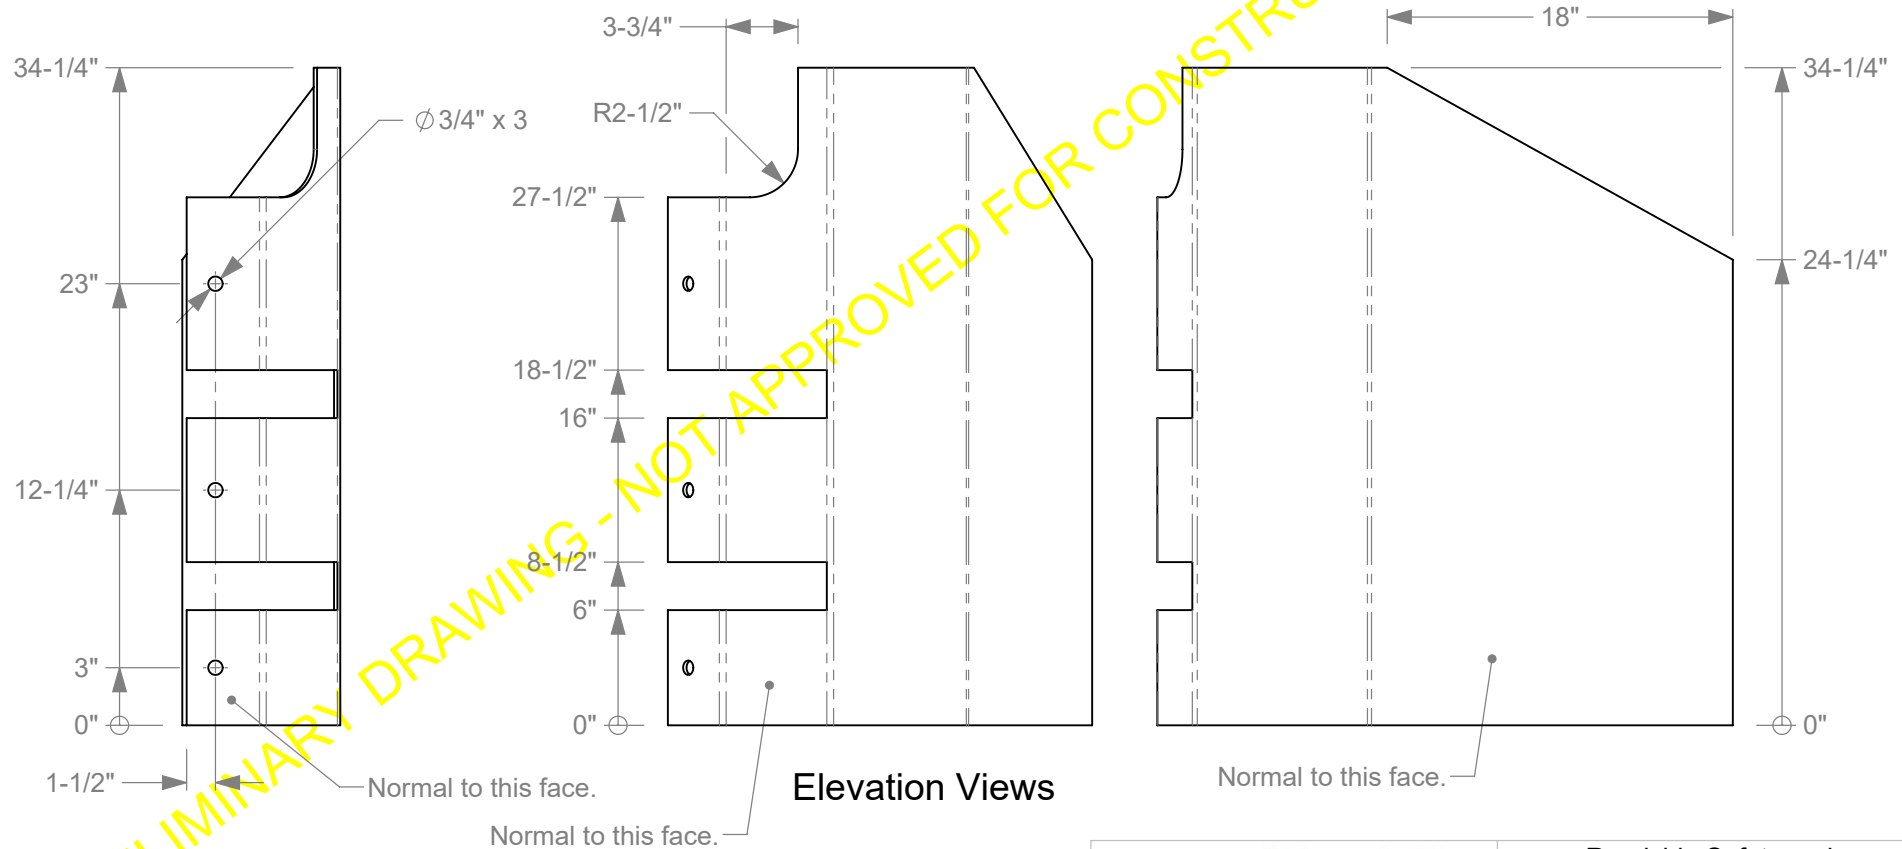 3-3/4"
18"
34-1/4"
34-1/4"
R2-1/2"
∅3/4" x 3
27-1/2"
24-1/4"
23"
18-1/2"
16"
12-1/4"
8-1/2"
6"
3"
0"
0"
0"
1-1/2"
Normal to this face.
Elevation Views
Normal to this face.
Normal to this face.
DRAWING - NOT APPROVED FOR